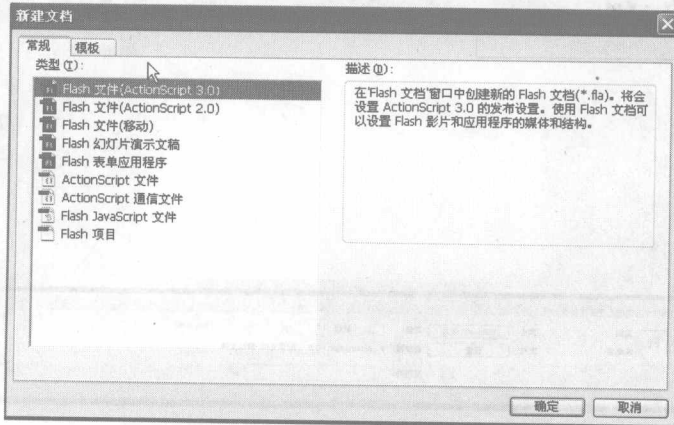 新建文档
常规 模板
类型(T):
Flash 文件(ActionScript 3.0)
Flash 文件(ActionScript 2.0)
Flash 文件(移动)
Flash 幻灯片演示文稿
Flash 表单应用程序
ActionScript 文件
ActionScript 通信文件
Flash JavaScript 文件
Flash 项目
描述(D):
在'Flash 文档'窗口中创建新的 Flash 文档(*.fla)。将会
设置 ActionScript 3.0 的发布设置。使用 Flash 文档可
以设置 Flash 影片和应用程序的媒体和结构。
确定 取消